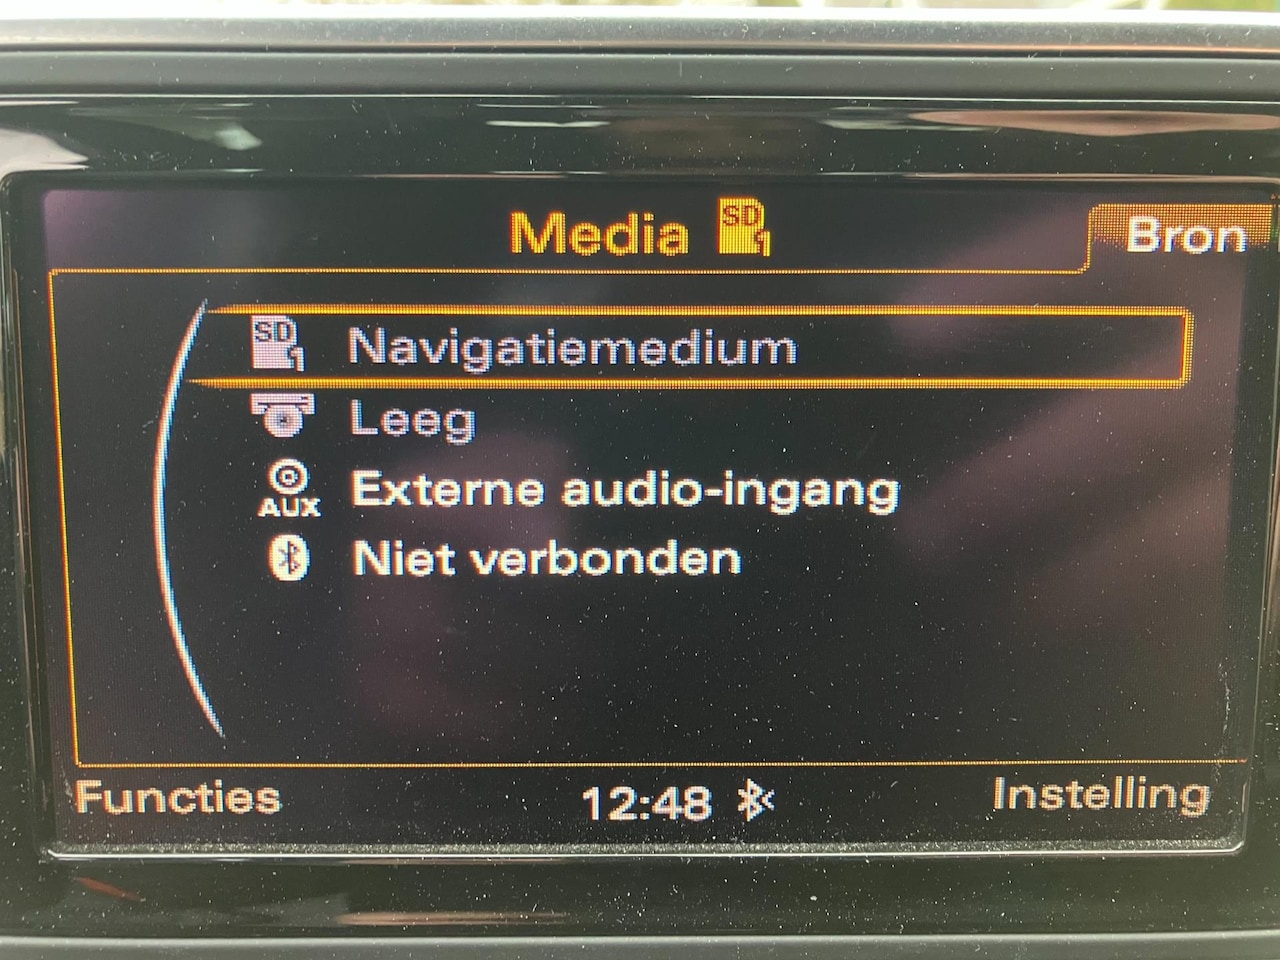 Media SD 1
Bron
SD 1 Navigatiemedium
Leeg
AUX Externe audio-ingang
Niet verbonden
Functies
12:48
Instelling